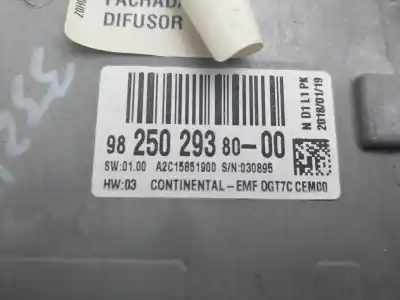 FACHADA
DIFUSOR
98 250 293 80-00
SW:01.00 A2C15851900 S/N:030895
HW:03 CONTINENTAL-EMF DGT7C CEM00
N D1 L1 PK
2018/01/19